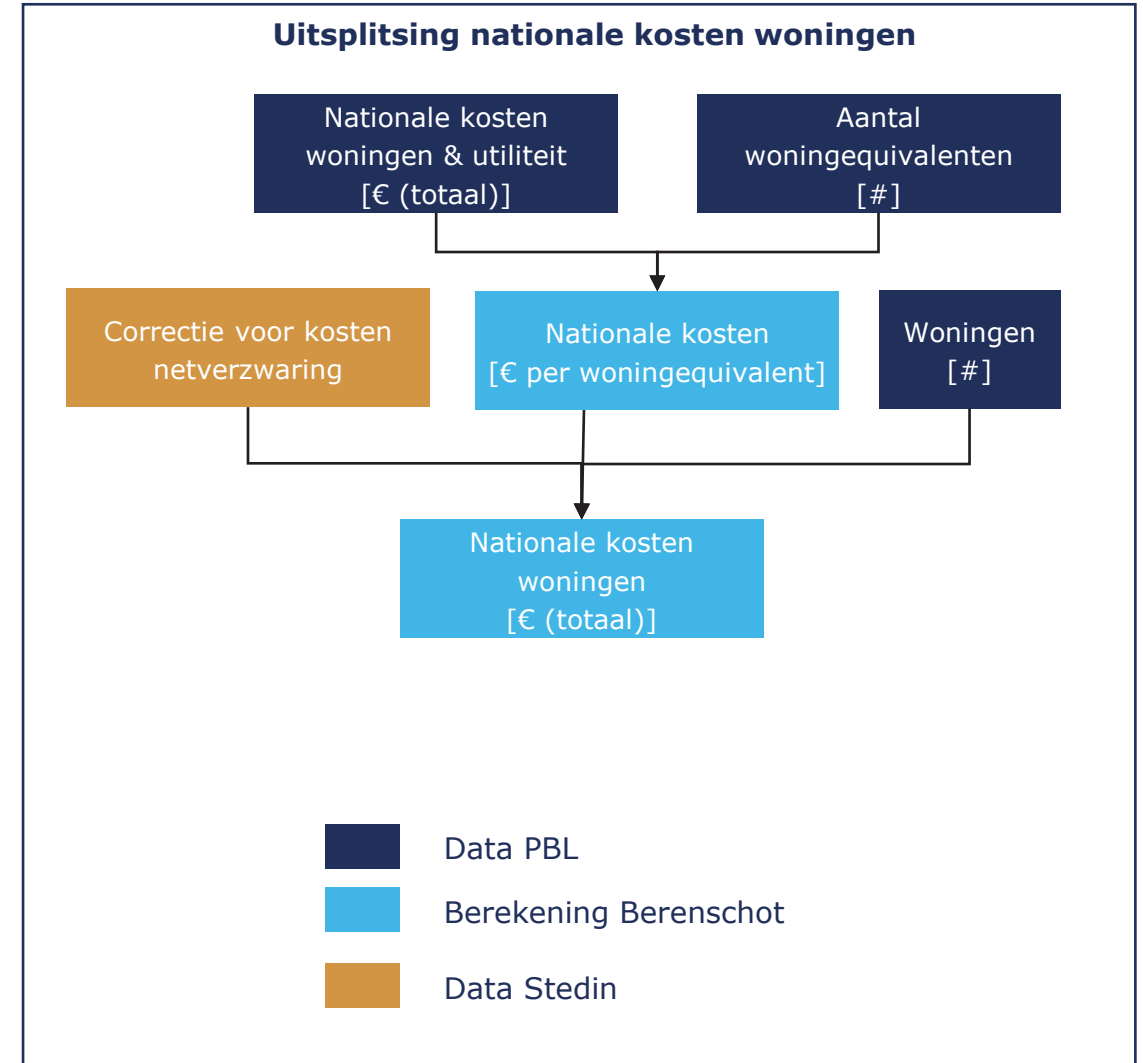 Uitsplitsing nationale kosten woningen
Nationale kosten
woningen & utiliteit
[€ (totaal)]
Aantal
woningequivalenten
[#]
Correctie voor kosten
netverzwaring
Nationale kosten
[€ per woningequivalent]
Woningen
[#]
Nationale kosten
woningen
[€ (totaal)]
Data PBL
Berekening Berenschot
Data Stedin